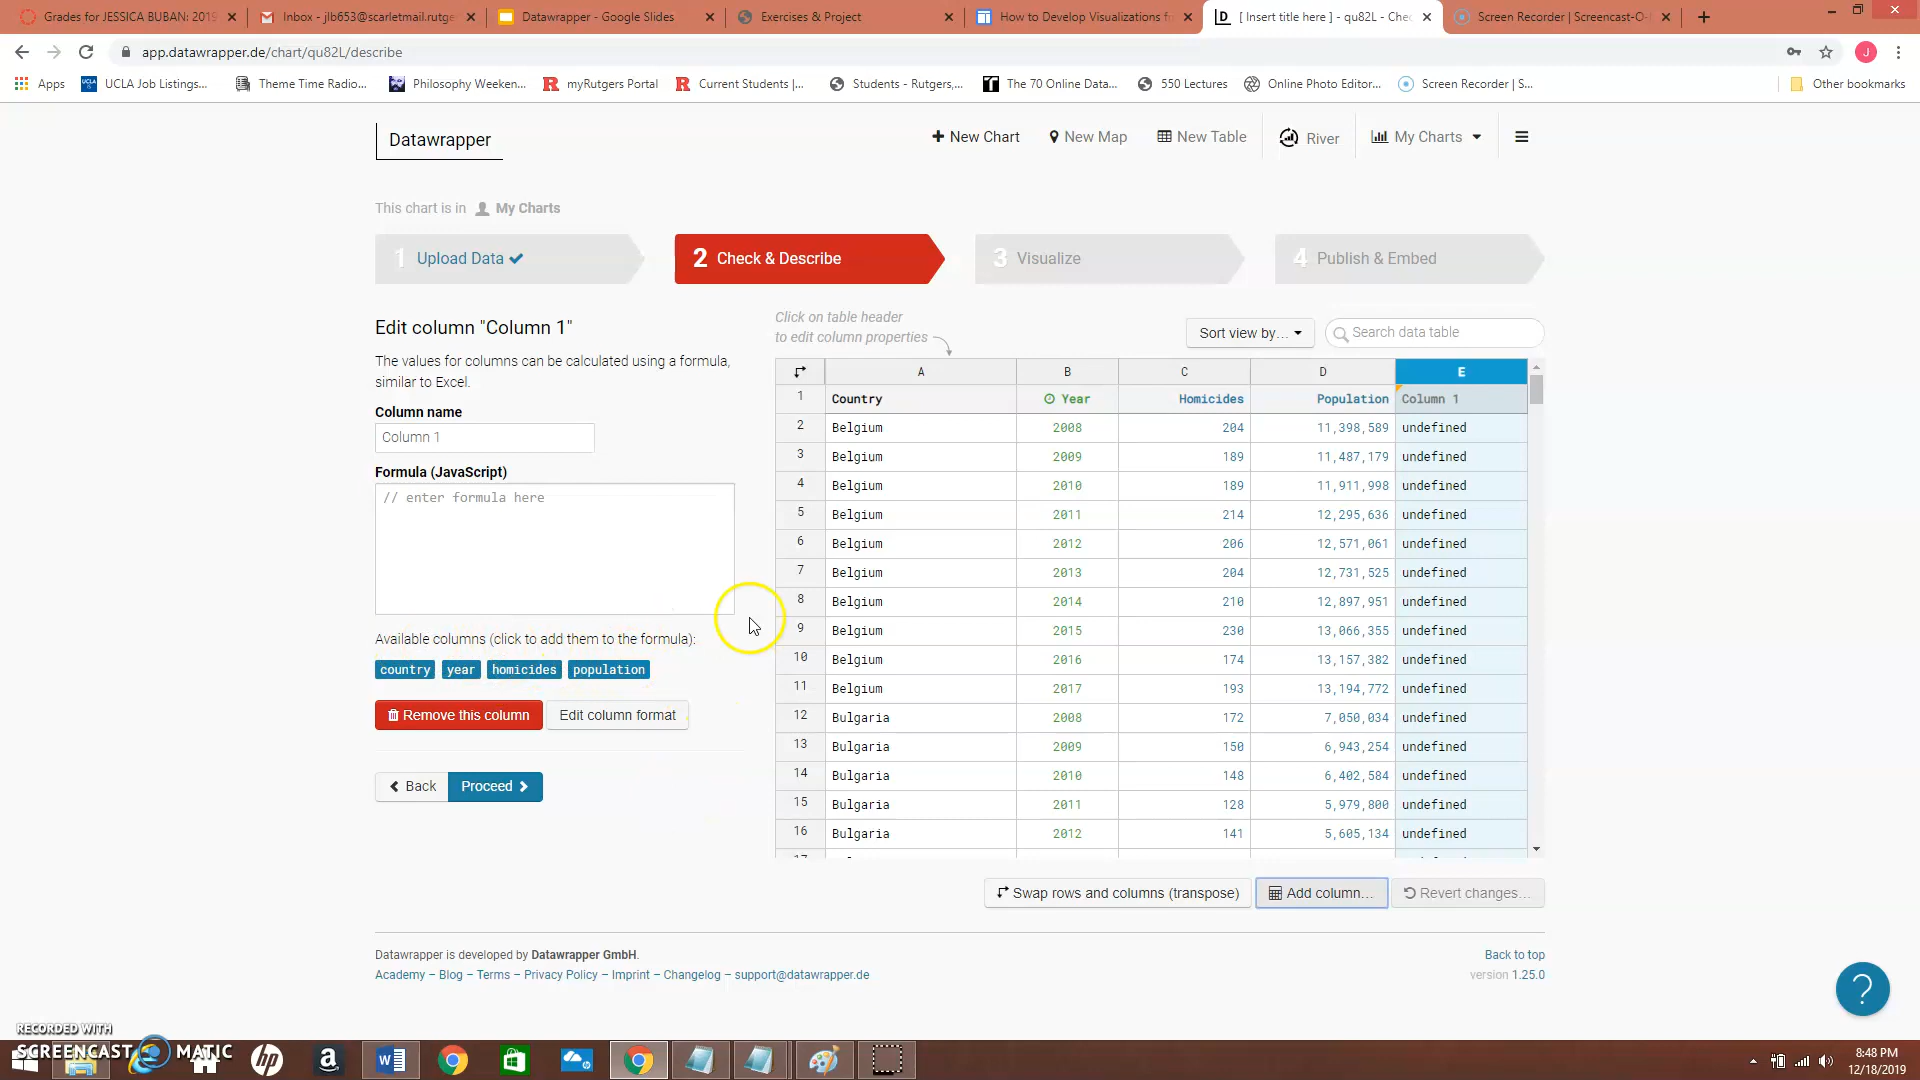 Grades for JESSICA BUBAN: 2019
Inbox - jlb653@scarletmail.rutge
Datawrapper - Google Slides
Exercises & Project
How to Develop Visualizations f
[ Insert title here ] - qu82L - Chec
Screen Recorder | Screencast-O-
app.datawrapper.de/chart/qu82L/describe
J
Apps
UCLA Job Listings...
Theme Time Radio...
Philosophy Weeken...
myRutgers Portal
Current Students |...
Students - Rutgers,...
The 70 Online Data...
550 Lectures
Online Photo Editor...
Screen Recorder | S...
Other bookmarks
Datawrapper
New Chart
New Map
New Table
River
My Charts
This chart is in My Charts
1 Upload Data
2 Check & Describe
3 Visualize
4 Publish & Embed
Edit column "Column 1"
The values for columns can be calculated using a formula,
similar to Excel.
Column name
Column 1
Formula (JavaScript)
// enter formula here
Available columns (click to add them to the formula):
country year homicides population
Remove this column
Edit column format
Back
Proceed
Click on table header
to edit column properties
Sort view by...
Search data table
A B C D E
1 Country Year Homicides Population Column 1
2 Belgium 2008 204 11,398,589 undefined
3 Belgium 2009 189 11,487,179 undefined
4 Belgium 2010 189 11,911,998 undefined
5 Belgium 2011 214 12,295,636 undefined
6 Belgium 2012 206 12,571,061 undefined
7 Belgium 2013 204 12,731,525 undefined
8 Belgium 2014 210 12,897,951 undefined
9 Belgium 2015 230 13,066,355 undefined
10 Belgium 2016 174 13,157,382 undefined
11 Belgium 2017 193 13,194,772 undefined
12 Bulgaria 2008 172 7,050,034 undefined
13 Bulgaria 2009 150 6,943,254 undefined
14 Bulgaria 2010 148 6,402,584 undefined
15 Bulgaria 2011 128 5,979,800 undefined
16 Bulgaria 2012 141 5,605,134 undefined
Swap rows and columns (transpose)
Add column...
Revert changes...
Datawrapper is developed by Datawrapper GmbH.
Academy – Blog – Terms – Privacy Policy – Imprint – Changelog – support@datawrapper.de
Back to top
version 1.25.0
?
RECORDED WITH
SCREENCAST MATIC
hp
a
8:48 PM
12/18/2019